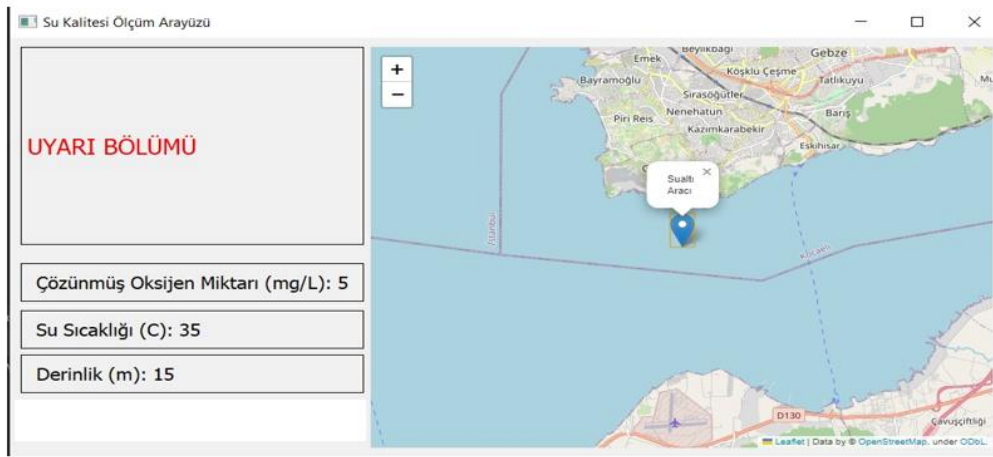 Su Kalitesi Ölçüm Arayüzü
UYARI BÖLÜMÜ
Çözünmüş Oksijen Miktarı (mg/L): 5
Su Sıcaklığı (C): 35
Derinlik (m): 15
+
−
Beylikbağı
Gebze
Emek
Köşklü Çeşme
Bayramoğlu
Tatlıkuyu
Sırasöğütler
Piri Reis
Nenehatun
Barış
Kazımkarabekir
Eskihisar
Sualtı
Aracı
İstanbul
Kocaeli
D130
Çavuşçiftliği
Leaflet | Data by © OpenStreetMap, under ODbL.